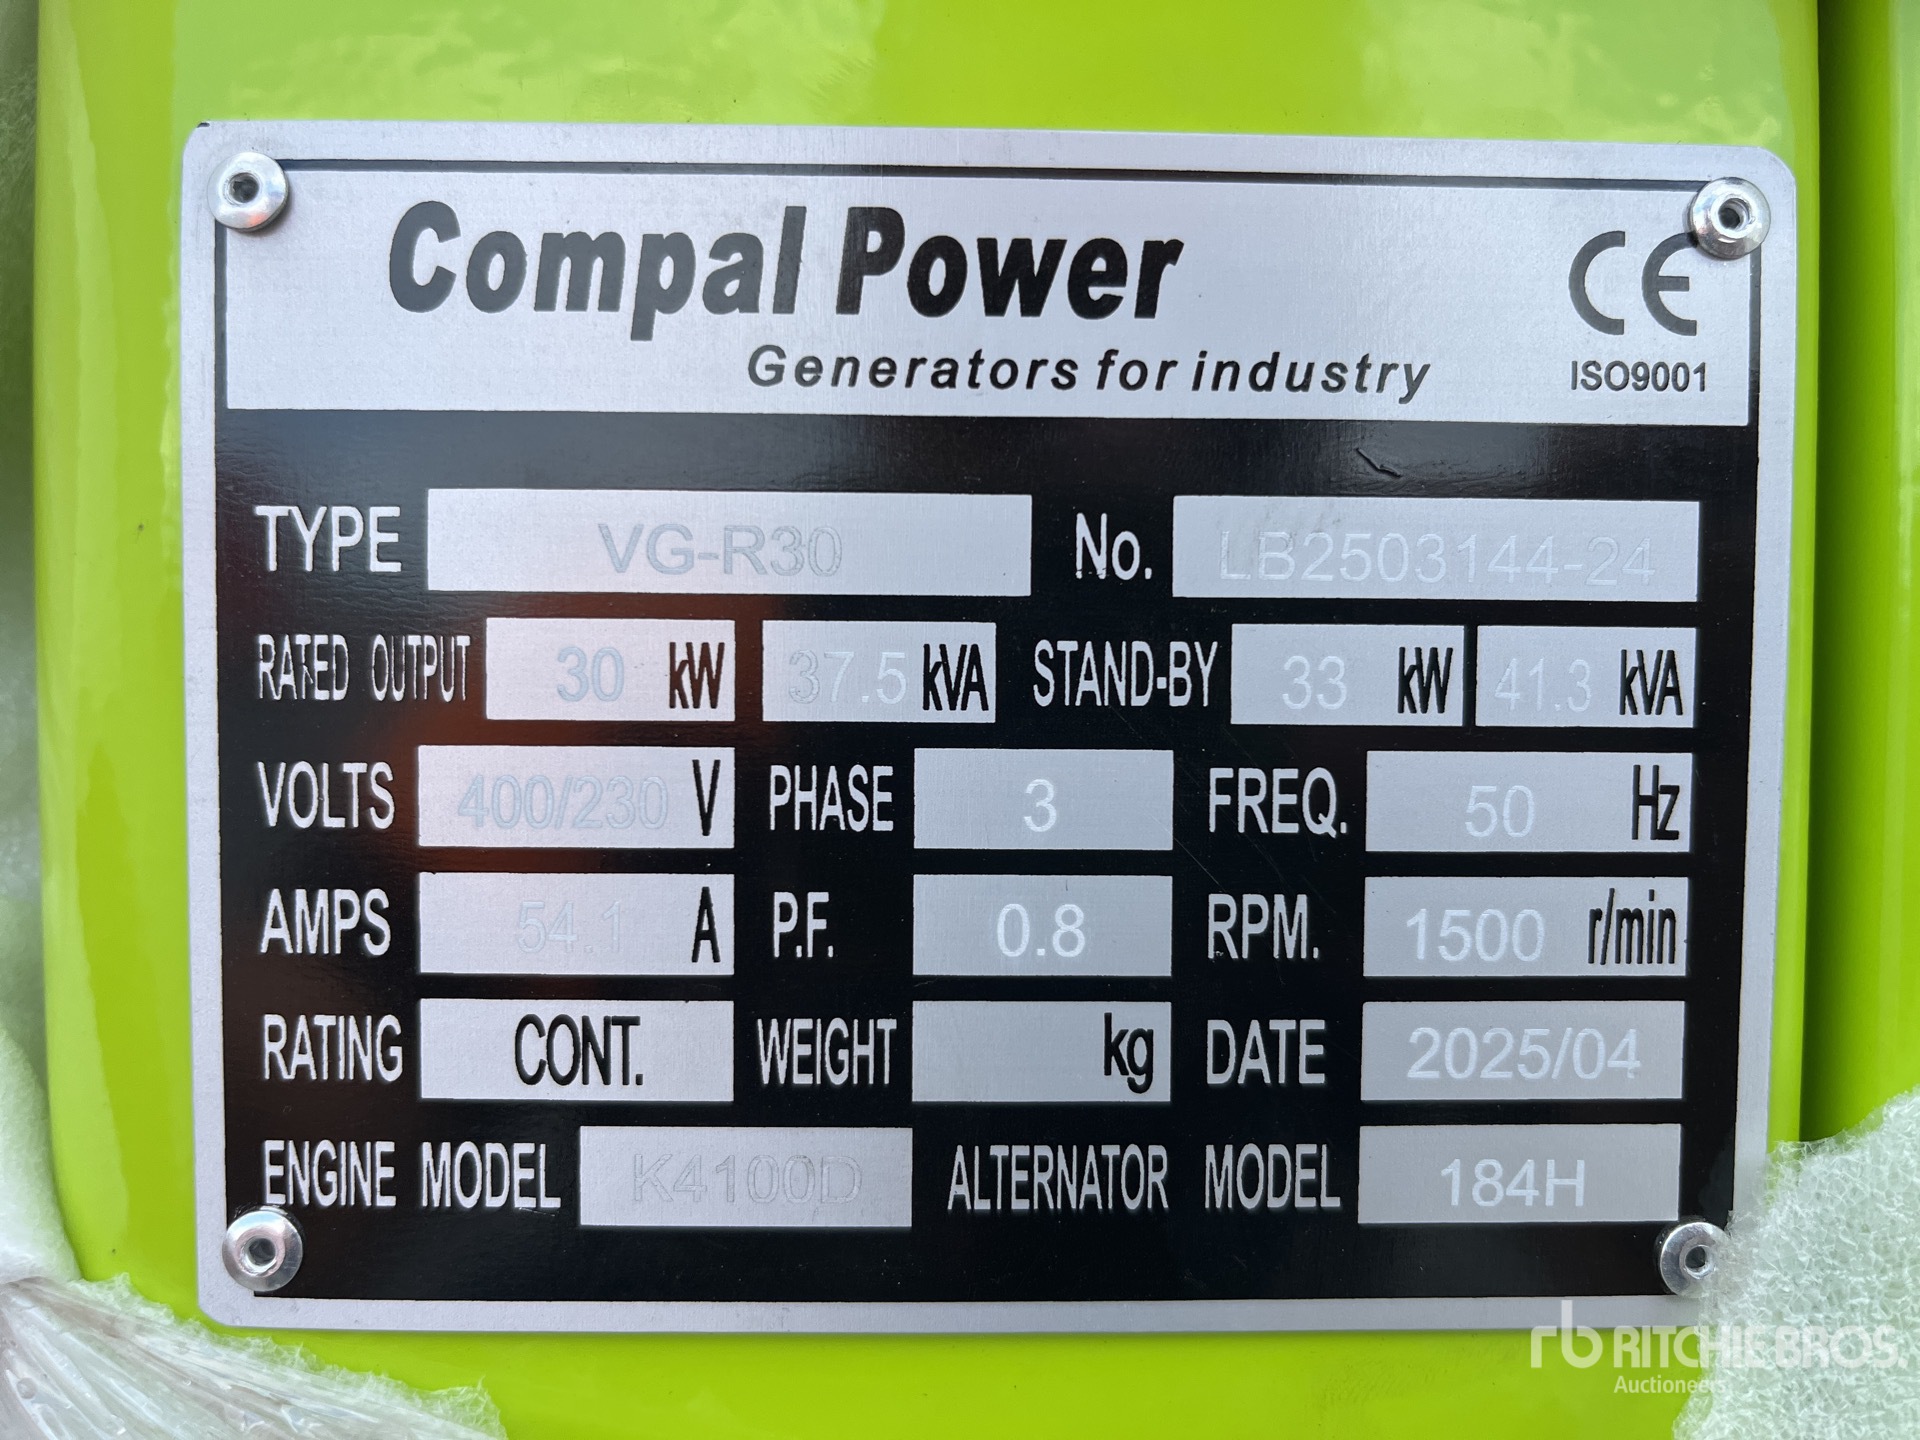 Compal Power
Generators for industry
CE
ISO9001
TYPE VG-R30 No. LB2503144-24
RATED OUTPUT 30 kW 37.5 kVA STAND-BY 33 kW 41.3 kVA
VOLTS 400/230 V PHASE 3 FREQ. 50 Hz
AMPS 54.1 A P.F. 0.8 RPM. 1500 r/min
RATING CONT. WEIGHT kg DATE 2025/04
ENGINE MODEL K4100D ALTERNATOR MODEL 184H
rb RITCHIE BROS.
Auctioneers